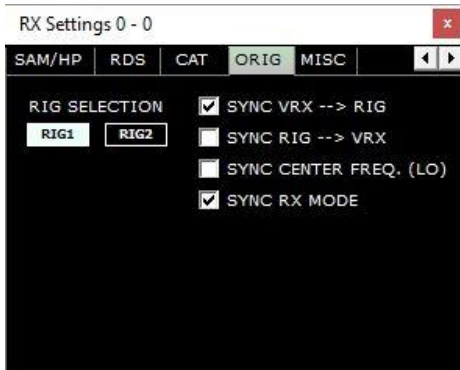 RX Settings 0 - 0
x
SAM/HP RDS CAT ORIG MISC
RIG SELECTION
RIG1 RIG2
SYNC VRX --> RIG
SYNC RIG --> VRX
SYNC CENTER FREQ. (LO)
SYNC RX MODE